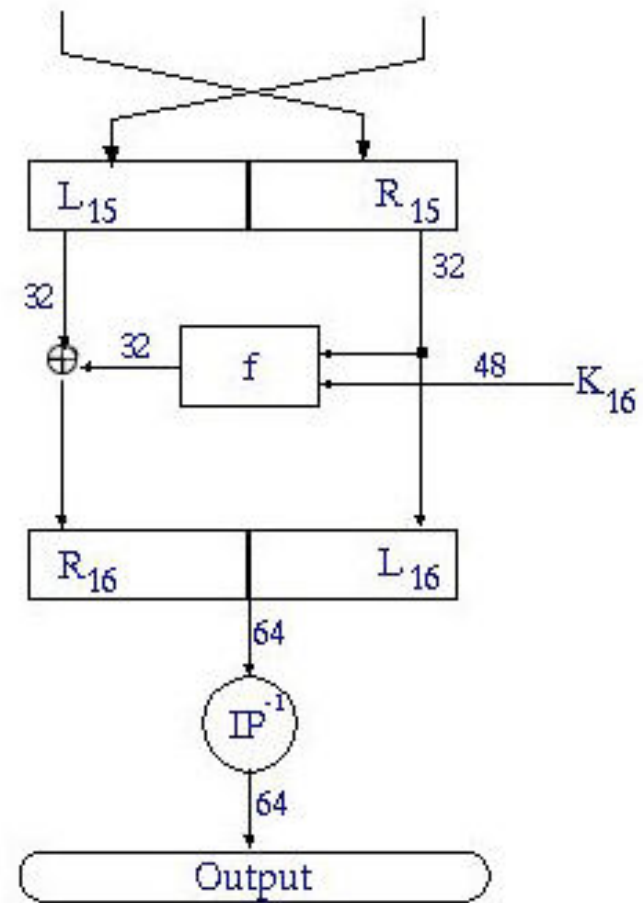 L₁₅ R₁₅
32 32
32 f 48 K₁₆
R₁₆ L₁₆
64
IP⁻¹
64
Output